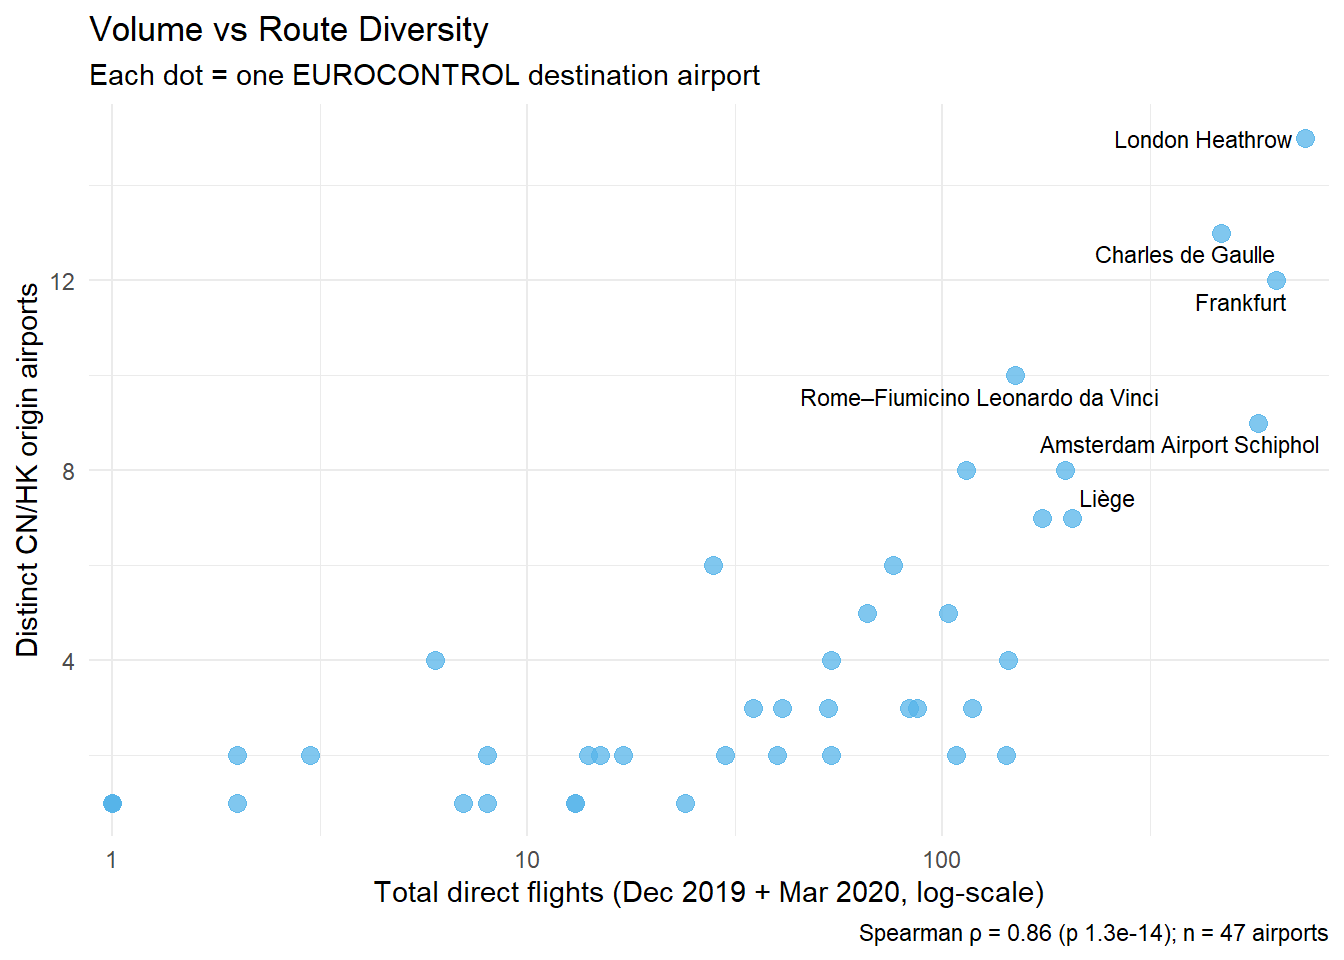 Volume vs Route Diversity
Each dot = one EUROCONTROL destination airport
London Heathrow
Charles de Gaulle
12
Frankfurt
Rome–Fiumicino Leonardo da Vinci
Amsterdam Airport Schiphol
8
Liège
4
Distinct CN/HK origin airports
1
10
100
Total direct flights (Dec 2019 + Mar 2020, log-scale)
Spearman ρ = 0.86 (p 1.3e-14); n = 47 airports